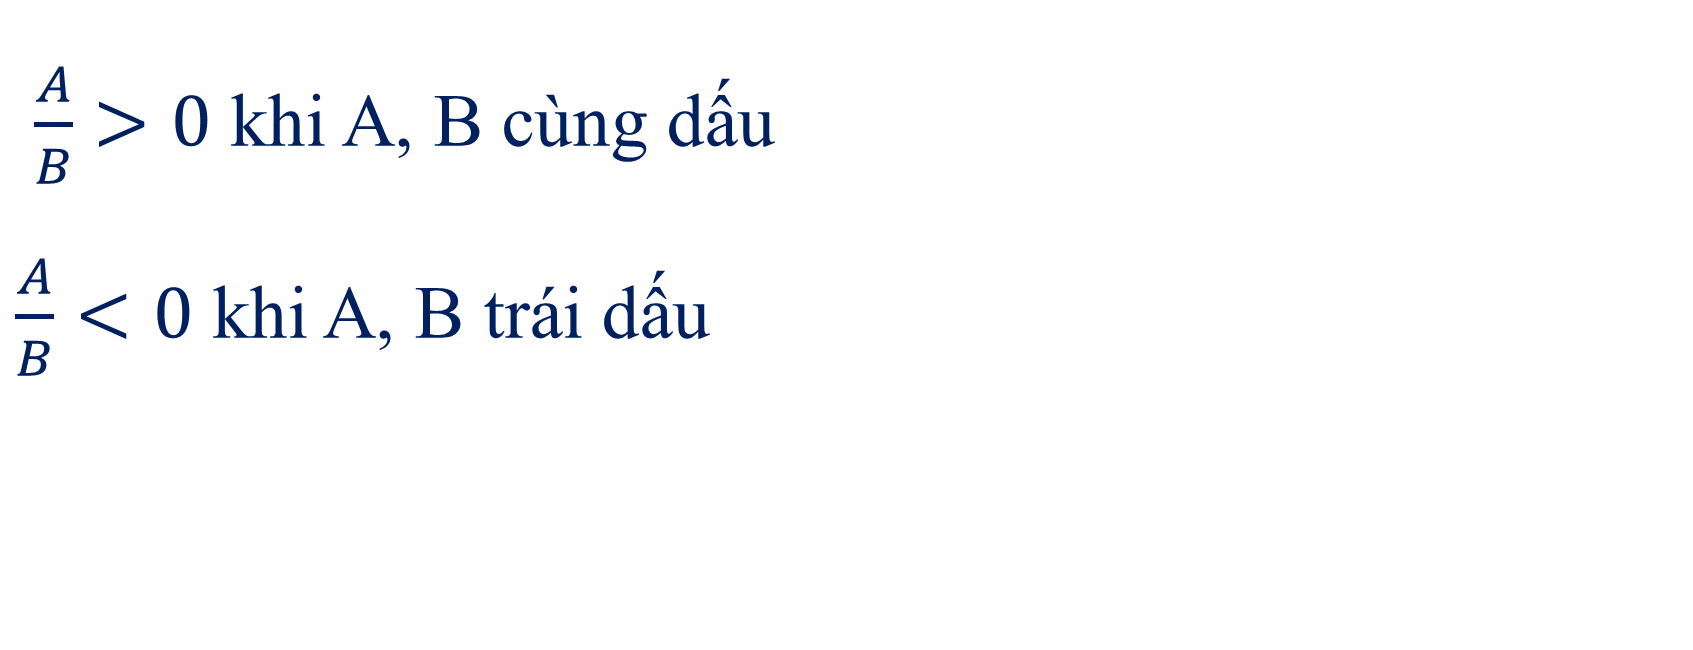 A/B > 0 khi A, B cùng dấu
A/B < 0 khi A, B trái dấu